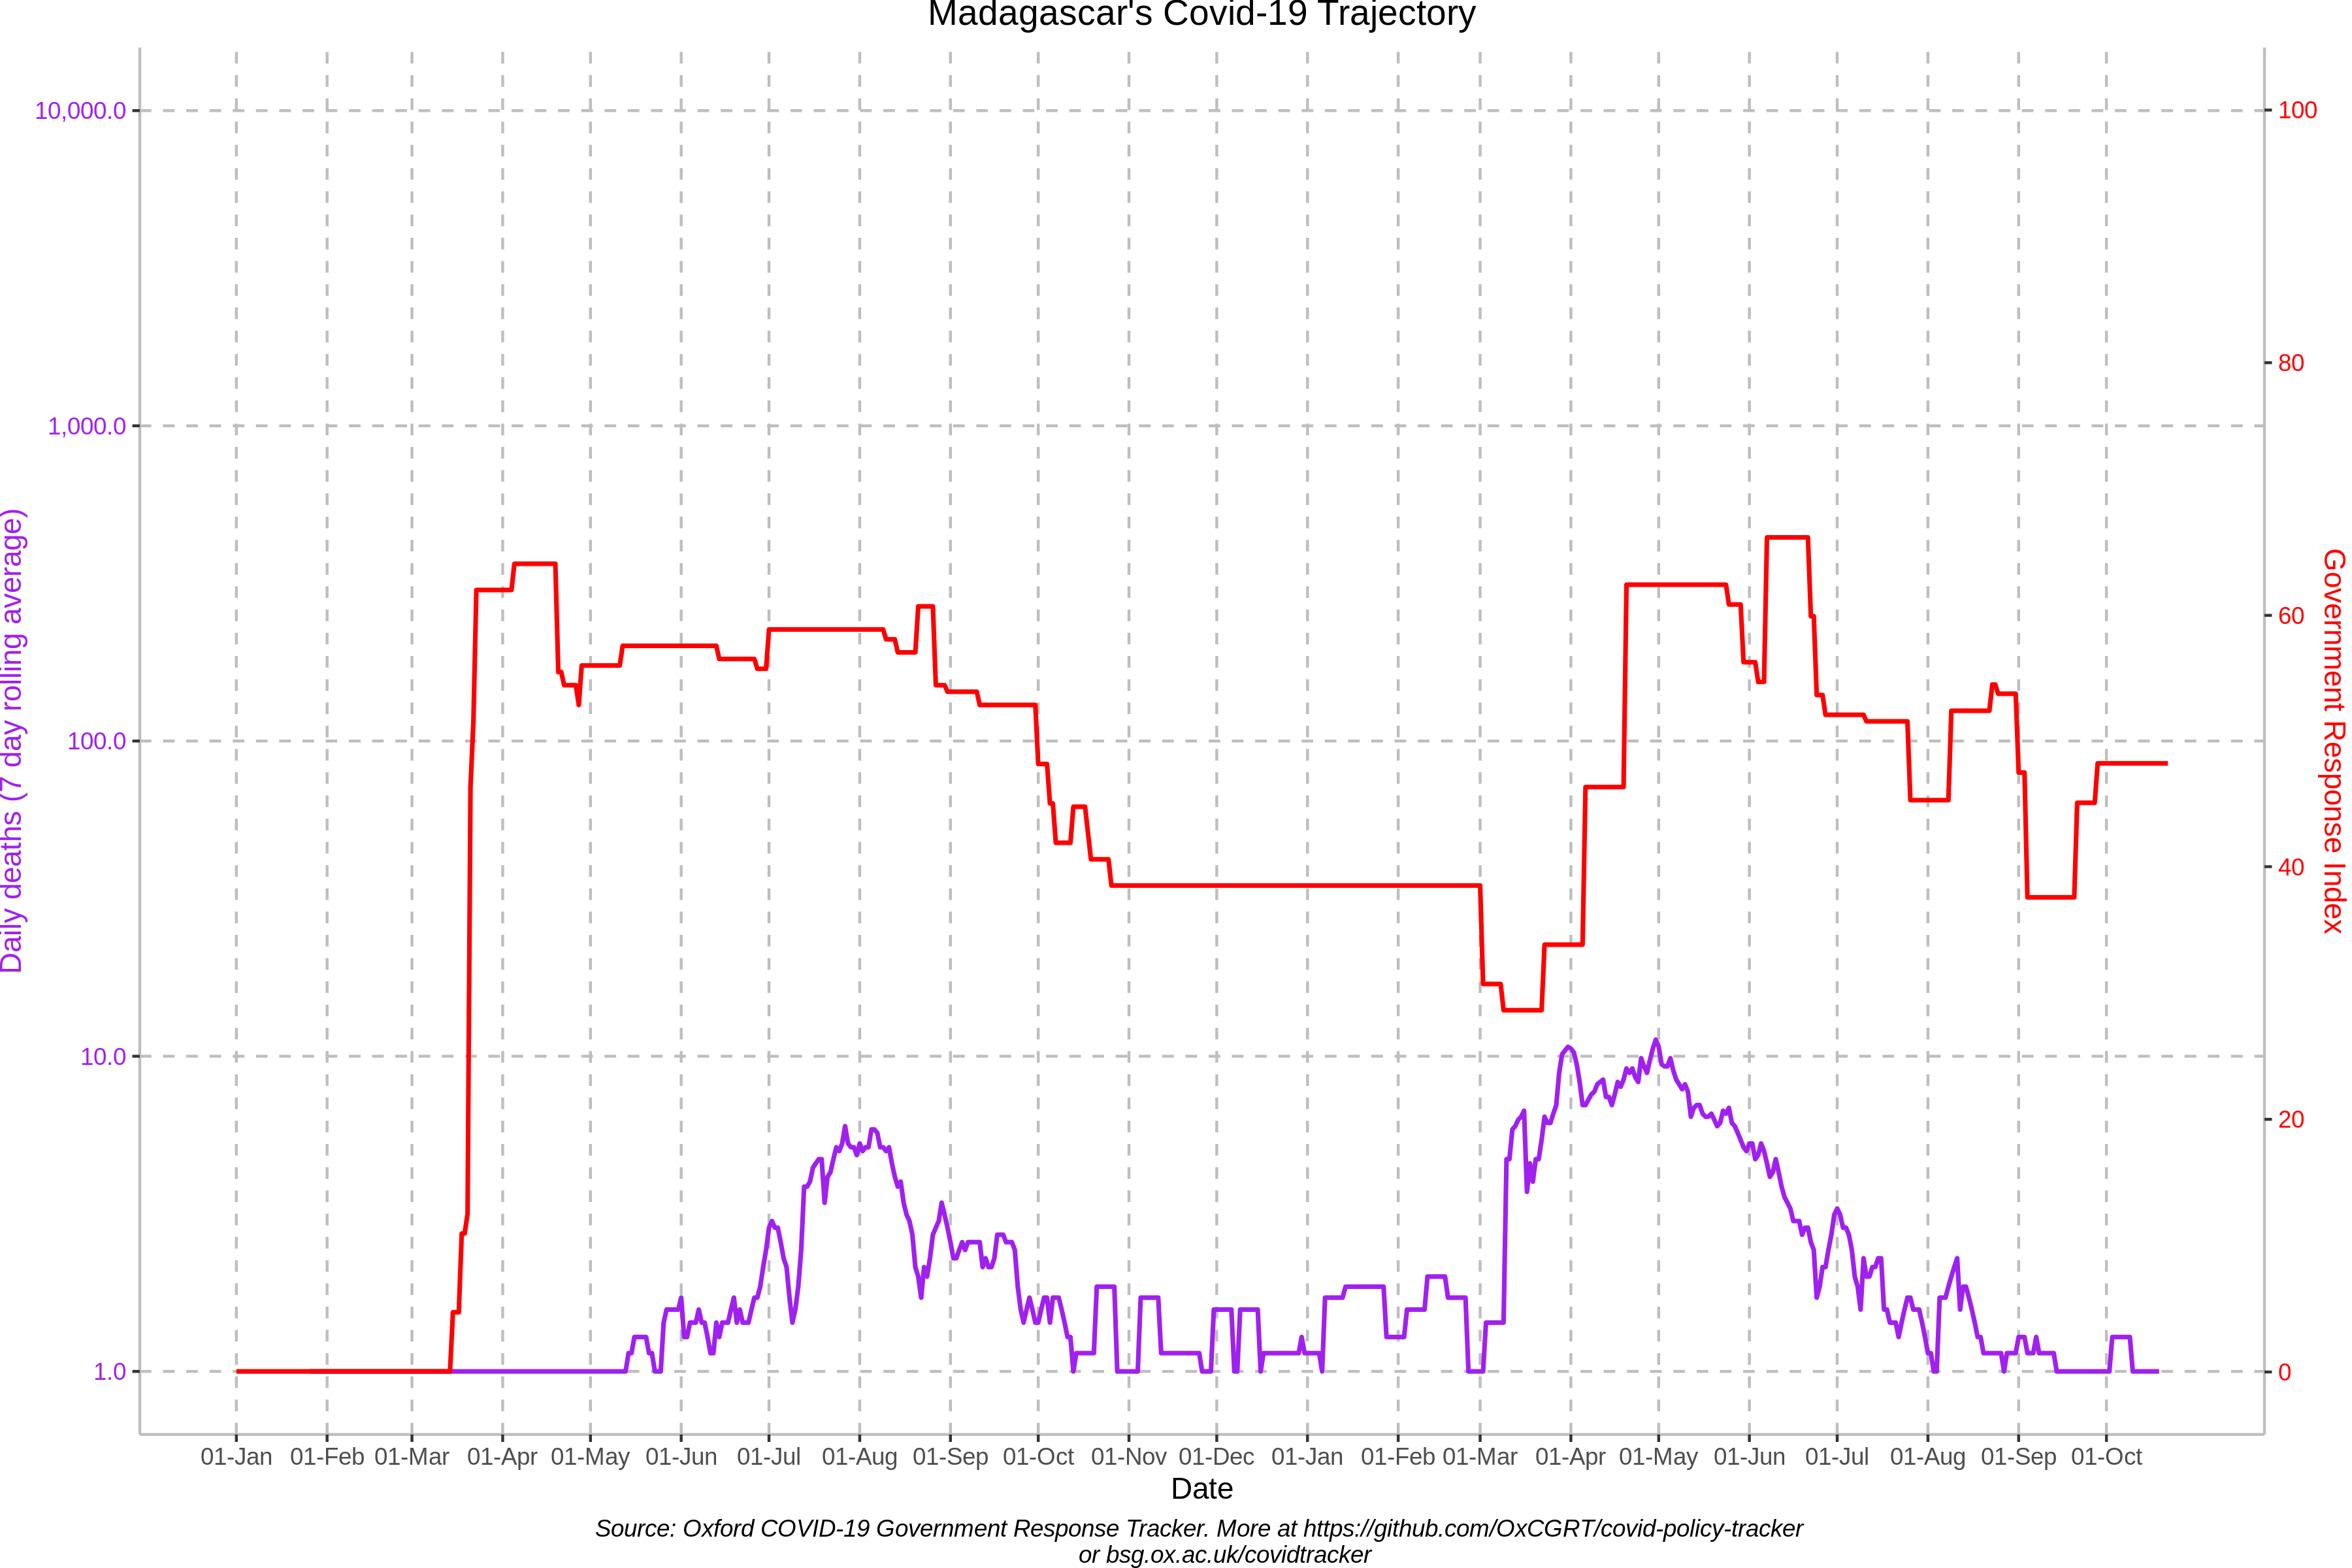 Madagascar's Covid-19 Trajectory
10,000.0
1,000.0
100.0
10.0
1.0
Daily deaths (7 day rolling average)
100
80
60
40
20
0
Government Response Index
01-Jan 01-Feb 01-Mar 01-Apr 01-May 01-Jun 01-Jul 01-Aug 01-Sep 01-Oct 01-Nov 01-Dec 01-Jan 01-Feb 01-Mar 01-Apr 01-May 01-Jun 01-Jul 01-Aug 01-Sep 01-Oct
Date
Source: Oxford COVID-19 Government Response Tracker. More at https://github.com/OxCGRT/covid-policy-tracker
or bsg.ox.ac.uk/covidtracker